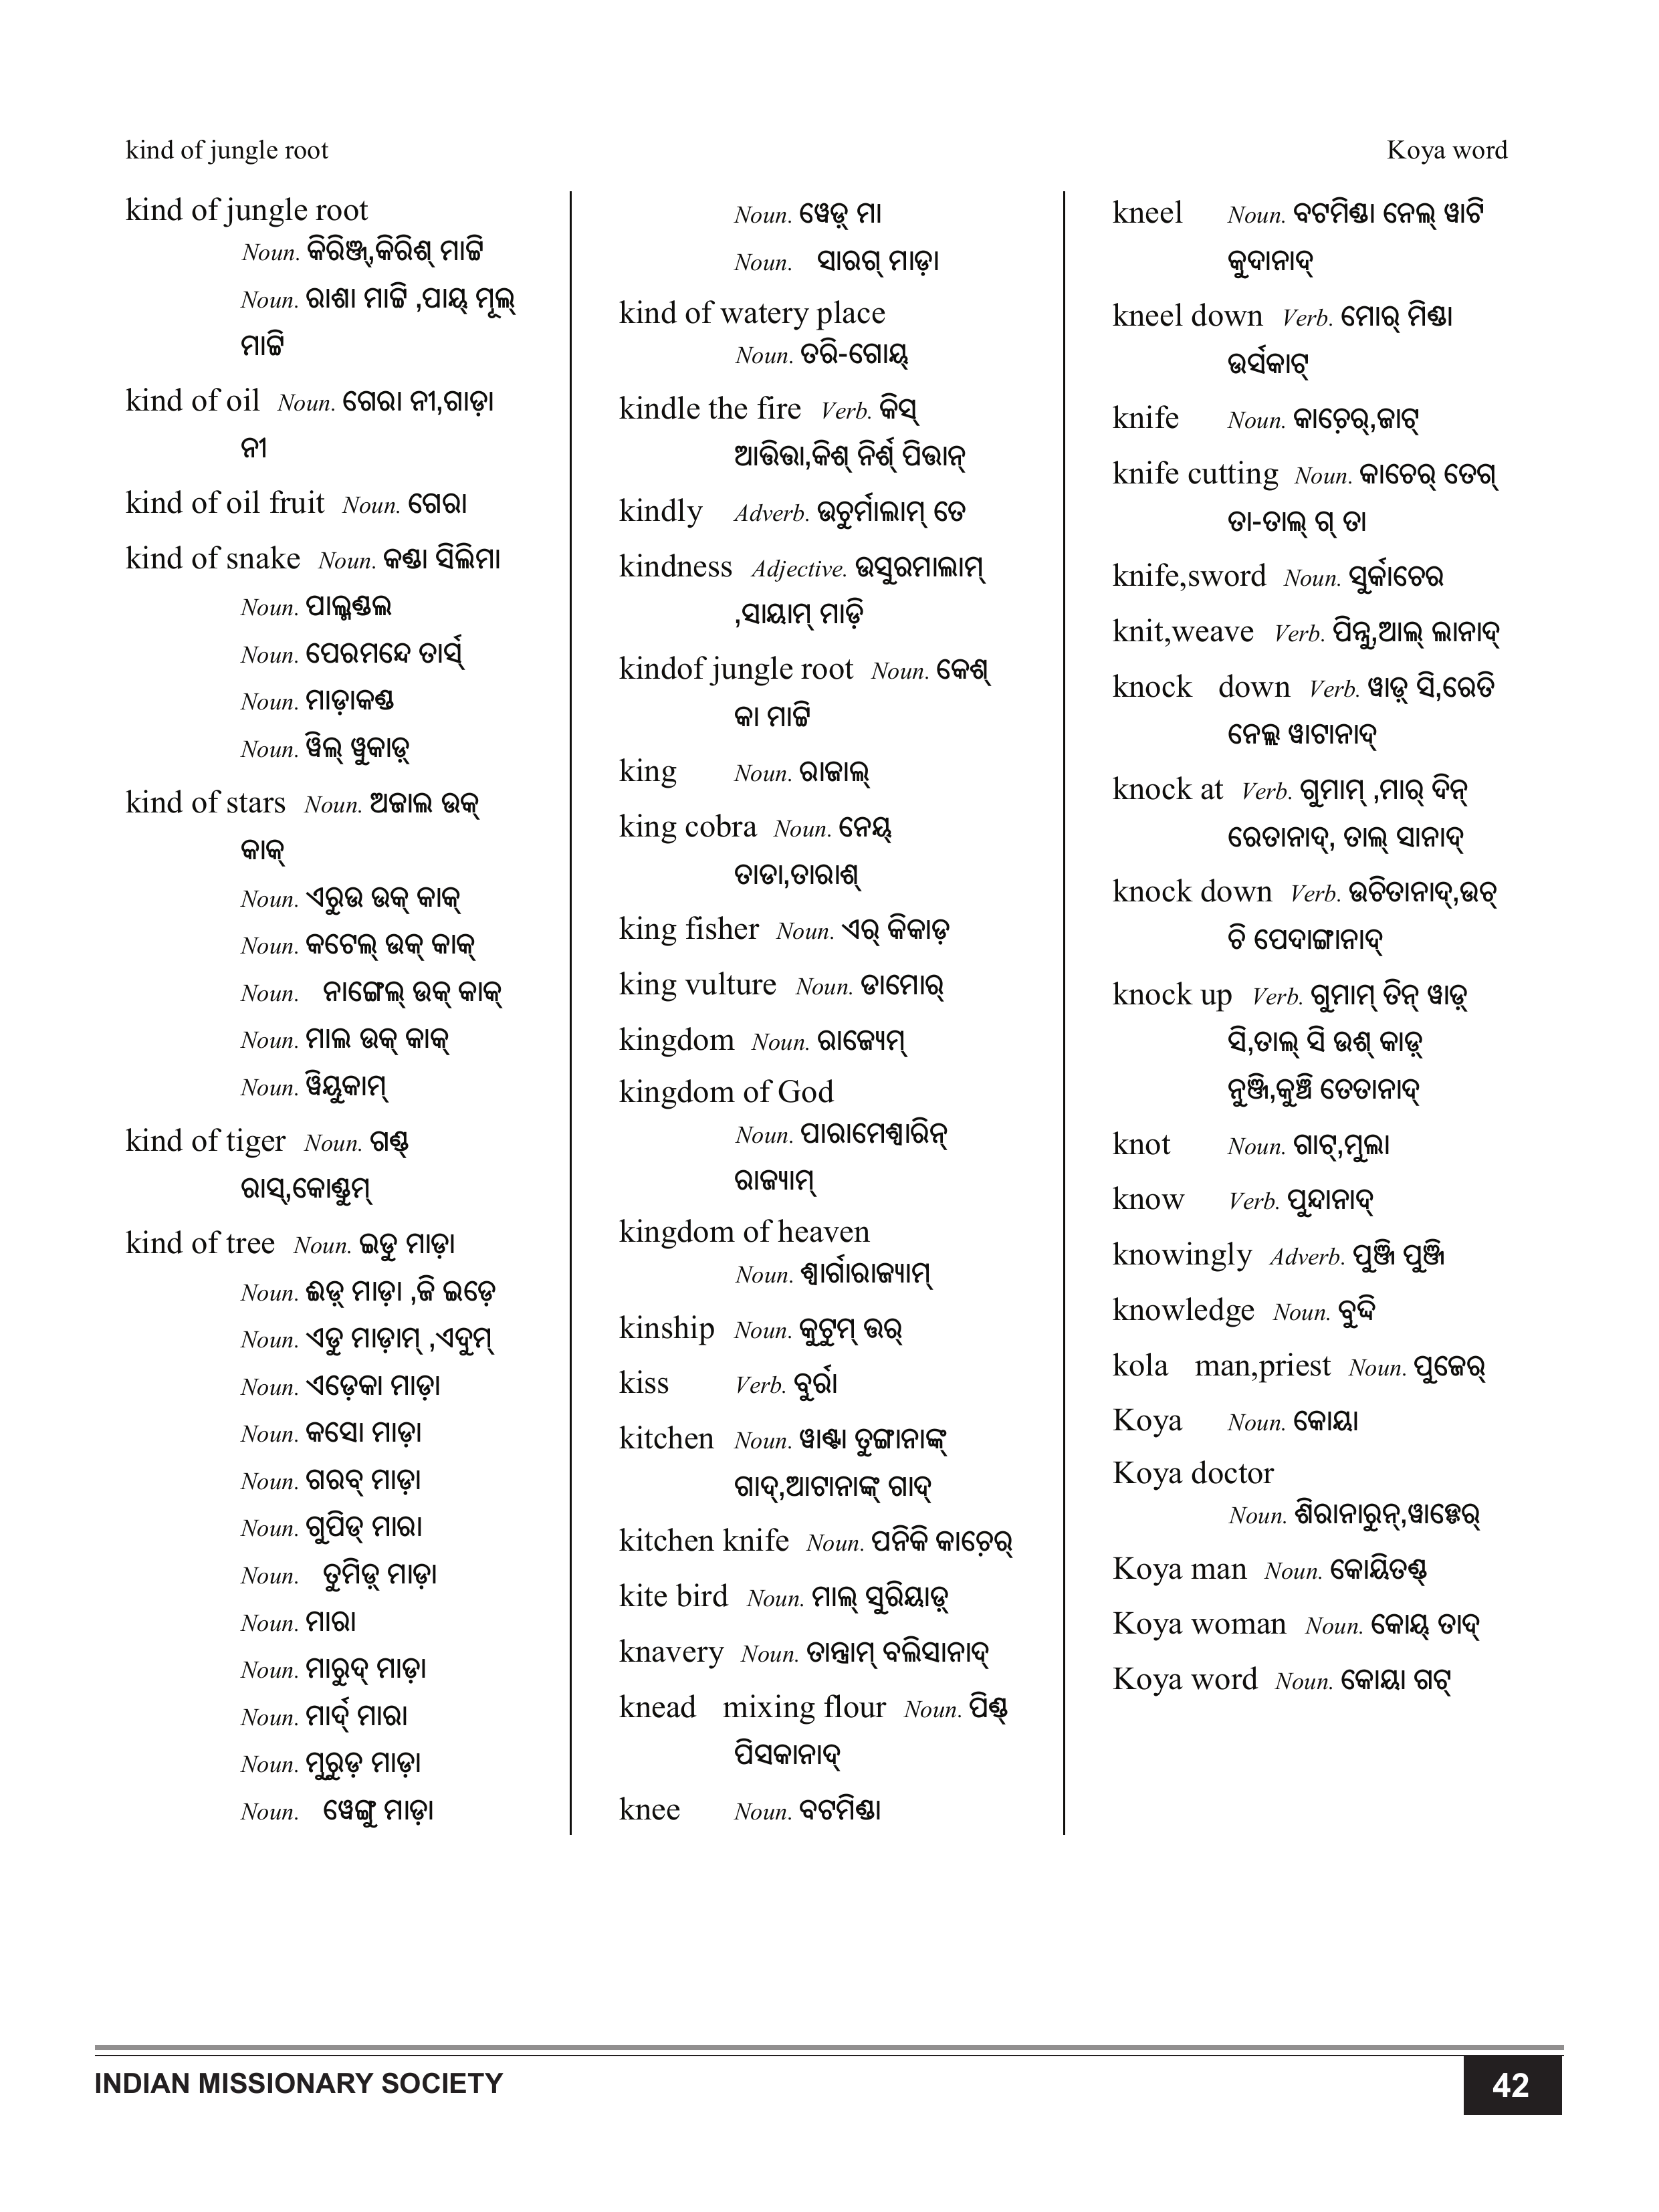 kind of jungle root
Koya word
kind of jungle root
Noun. କିରିଞ୍ଜ୍,କିରିଶ୍ ମାଟ୍ଟି
Noun. ରାଶା ମାଟ୍ଟି ,ପାୟ୍ ମୂଲ୍
ମାଟ୍ଟି
kind of oil Noun. ଗେରା ନୀ,ଗାଡ଼ା
ନୀ
kind of oil fruit Noun. ଗେରା
kind of snake Noun. କଣ୍ଡା ସିଲିମା
Noun. ପାଲ୍ମଣ୍ଡଲ
Noun. ପେରମନ୍ଦେ ତାର୍ସ୍
Noun. ମାଡ଼ାକଣ୍ଡ
Noun. ୱିଲ୍ ୱୁକାଡ଼୍
kind of stars Noun. ଅଜାଲ ଉକ୍
କାକ୍
Noun. ଏରୁଉ ଉକ୍ କାକ୍
Noun. କଟେଲ୍ ଉକ୍ କାକ୍
Noun. ନାଙ୍ଗେଲ୍ ଉକ୍ କାକ୍
Noun. ମାଲ ଉକ୍ କାକ୍
Noun. ୱିୟୁକାମ୍
kind of tiger Noun. ଗଣ୍ଡ୍
ରାସ୍,କୋଣ୍ଡୁମ୍
kind of tree Noun. ଇଡୁ ମାଡ଼ା
Noun. ଈଡ଼୍ ମାଡ଼ା ,ଜି ଇଡ଼େ
Noun. ଏଡୁ ମାଡ଼ାମ୍ ,ଏଦୁମ୍
Noun. ଏଡ଼େକା ମାଡ଼ା
Noun. କସୋ ମାଡ଼ା
Noun. ଗରବ୍ ମାଡ଼ା
Noun. ଗୁପିଡ୍ ମାରା
Noun. ତୁମିଡ଼୍ ମାଡ଼ା
Noun. ମାରା
Noun. ମାରୁଦ୍ ମାଡ଼ା
Noun. ମାର୍ଦ୍ ମାରା
Noun. ମୁରୁଡ଼ ମାଡ଼ା
Noun. ୱେଙ୍ଗୁ ମାଡ଼ା
Noun. ୱେଡ଼୍ ମା
Noun. ସାରଗ୍ ମାଡ଼ା
kind of watery place
Noun. ତରି-ଗୋୟ୍
kindle the fire Verb. କିସ୍
ଆଭିତ୍ତା,କିଶ୍ ନିର୍ଶ୍ ପିତ୍ତାନ୍
kindly Adverb. ଉଚୁର୍ମାଲାମ୍ ତେ
kindness Adjective. ଉସୁରମାଲାମ୍
,ସାୟାମ୍ ମାଡ଼ି
kindof jungle root Noun. କେଶ୍
କା ମାଟ୍ଟି
king Noun. ରାଜାଲ୍
king cobra Noun. ନେୟ୍
ତାଡା,ତାରାଶ୍
king fisher Noun. ଏର୍ କିକାଡ଼
king vulture Noun. ଡାମୋର୍
kingdom Noun. ରାଜ୍ୟେମ୍
kingdom of God
Noun. ପାରାମେଶ୍ୱାରିନ୍
ରାଜ୍ୟାମ୍
kingdom of heaven
Noun. ଶ୍ୱାର୍ଗାରାଜ୍ୟାମ୍
kinship Noun. କୁଟୁମ୍ ଉର୍
kiss Verb. ବୁର୍ରା
kitchen Noun. ୱାଣ୍ଟା ତୁଙ୍ଗାନାଙ୍କ୍
ଗାଦ୍,ଆଟାନାଙ୍କ୍ ଗାଦ୍
kitchen knife Noun. ପନିକି କାଚ଼େର୍
kite bird Noun. ମାଲ୍ ସୁରିୟାଡ଼୍
knavery Noun. ତାନ୍ତ୍ରାମ୍ ବଲିସାନାଦ୍
knead mixing flour Noun. ପିଣ୍ଡ୍
ପିସକାନାଦ୍
knee Noun. ବଟମିଣ୍ଡା
kneel Noun. ବଟମିଣ୍ଡା ନେଲ୍ ୱାଟି
କୁଦାନାଦ୍
kneel down Verb. ମୋର୍ ମିଣ୍ଡା
ଉର୍ସକାଟ୍
knife Noun. କାଚ଼େର୍,ଜାଟ୍
knife cutting Noun. କାଚେର୍ ତେଗ୍
ତା-ତାଲ୍ ଗ୍ ତା
knife,sword Noun. ସୁର୍କାଚେର
knit,weave Verb. ପିନ୍ତୁ,ଆଲ୍ ଲାନାଦ୍
knock down Verb. ୱାଡ଼୍ ସି,ରେତି
ନେଲ୍ଲ ୱାଟାନାଦ୍
knock at Verb. ଗୁମାମ୍ ,ମାର୍ ଦିନ୍
ରେତାନାଦ୍, ତାଲ୍ ସାନାଦ୍
knock down Verb. ଉଚିତାନାଦ୍,ଉଚ୍
ଚି ପେଦାଙ୍ଗାନାଦ୍
knock up Verb. ଗୁମାମ୍ ତିନ୍ ୱାଡ଼୍
ସି,ତାଲ୍ ସି ଉଶ୍ କାଡ଼୍
ନୁଞ୍ଜି,କୁଞ୍ଚି ତେତାନାଦ୍
knot Noun. ଗାଟ୍,ମୁଲା
know Verb. ପୁନ୍ଦାନାଦ୍
knowingly Adverb. ପୁଞ୍ଜି ପୁଞ୍ଜି
knowledge Noun. ବୁଦ୍ଦି
kola man,priest Noun. ପୁଜେର୍
Koya Noun. କୋୟା
Koya doctor
Noun. ଶିରାନାରୁନ୍,ୱାଡ୍ଡେର୍
Koya man Noun. କୋୟିତଣ୍ଡ୍
Koya woman Noun. କୋୟ୍ ତାଦ୍
Koya word Noun. କୋୟା ଗଟ୍
INDIAN MISSIONARY SOCIETY
42